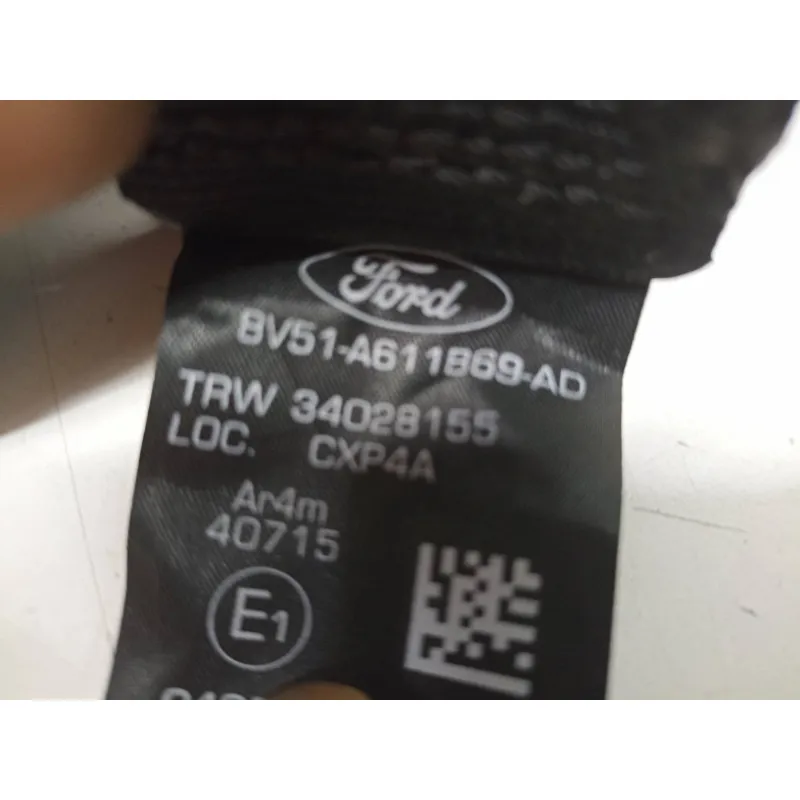 Ford
8V51-A611B69-AD
TRW 34028155
LOC. CXP4A
Ar4m
40715
E1